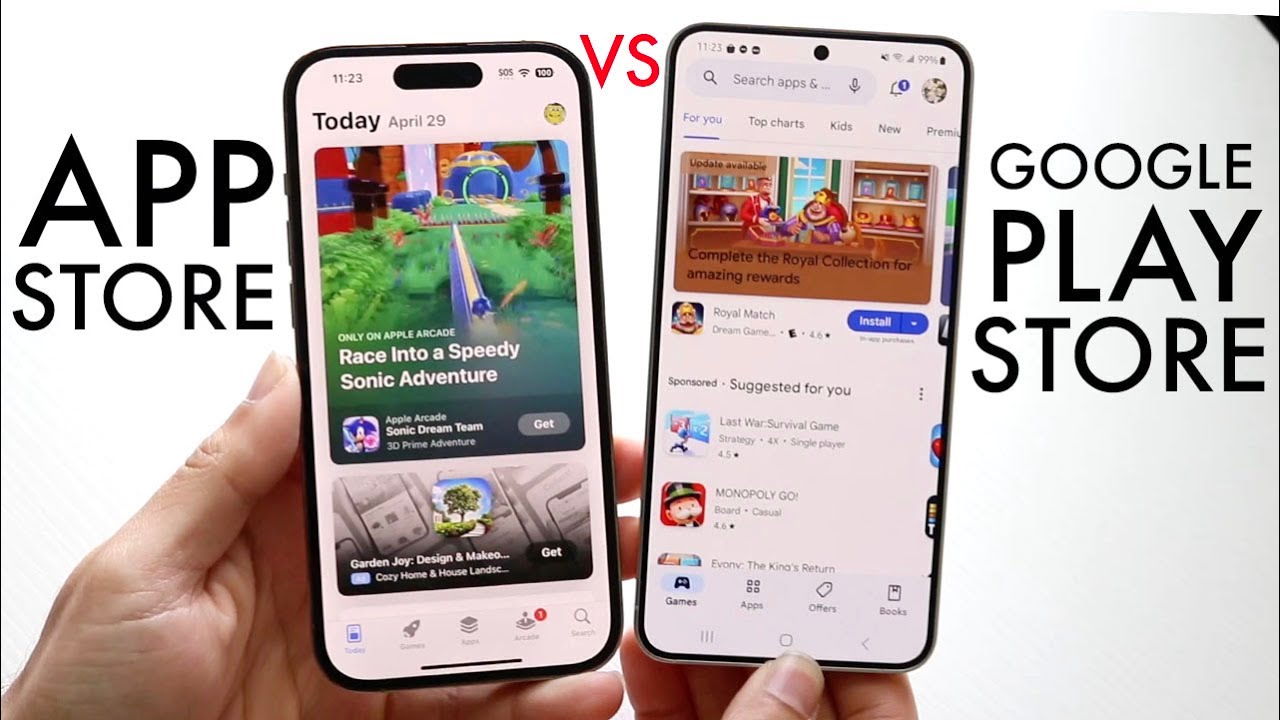 APP
STORE
VS
GOOGLE
PLAY
STORE
11:23
SOS
100
Today April 29
ONLY ON APPLE ARCADE
Race Into a Speedy
Sonic Adventure
Apple Arcade
Sonic Dream Team
3D Prime Adventure
Get
Garden Joy: Design & Makeo...
Ad Cozy Home & House Landsc...
Get
Today
Games
Apps
Arcade
1
Search
11:23
99%
Search apps & ...
1
For you
Top charts
Kids
New
Premiu
Update available
Complete the Royal Collection for
amazing rewards
Royal Match
Dream Game... • E 4.6★
Install
In-app purchases
Sponsored • Suggested for you
Last War:Survival Game
Strategy • 4X • Single player
4.5★
MONOPOLY GO!
Board • Casual
4.6★
Evony: The King's Return
Games
Apps
Offers
Books